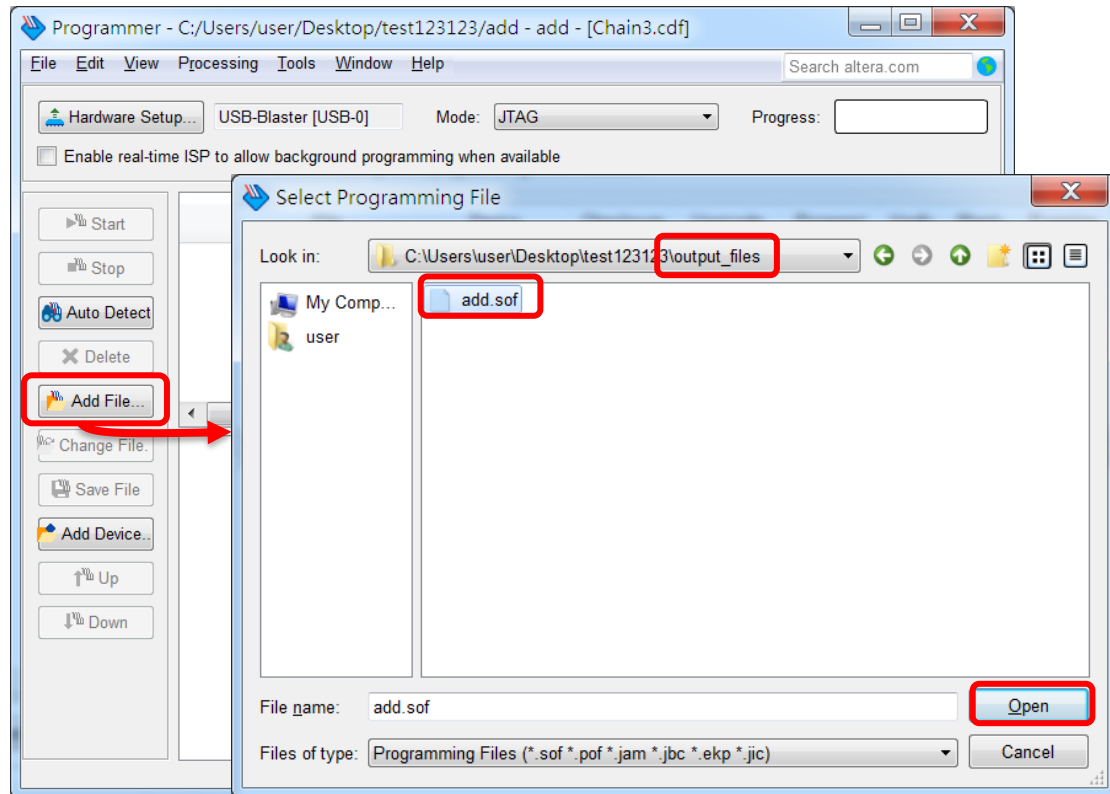 Programmer - C:/Users/user/Desktop/test123123/add - add - [Chain3.cdf]
File Edit View Processing Tools Window Help Search altera.com
Hardware Setup... USB-Blaster [USB-0] Mode: JTAG Progress:
Enable real-time ISP to allow background programming when available
Select Programming File
Start
Stop
Auto Detect
Delete
Add File...
Change File.
Save File
Add Device..
Up
Down
Look in: C:\Users\user\Desktop\test123123\output_files
My Comp...
user
add.sof
File name: add.sof
Open
Files of type: Programming Files (*.sof *.pof *.jam *.jbc *.ekp *.jic)
Cancel